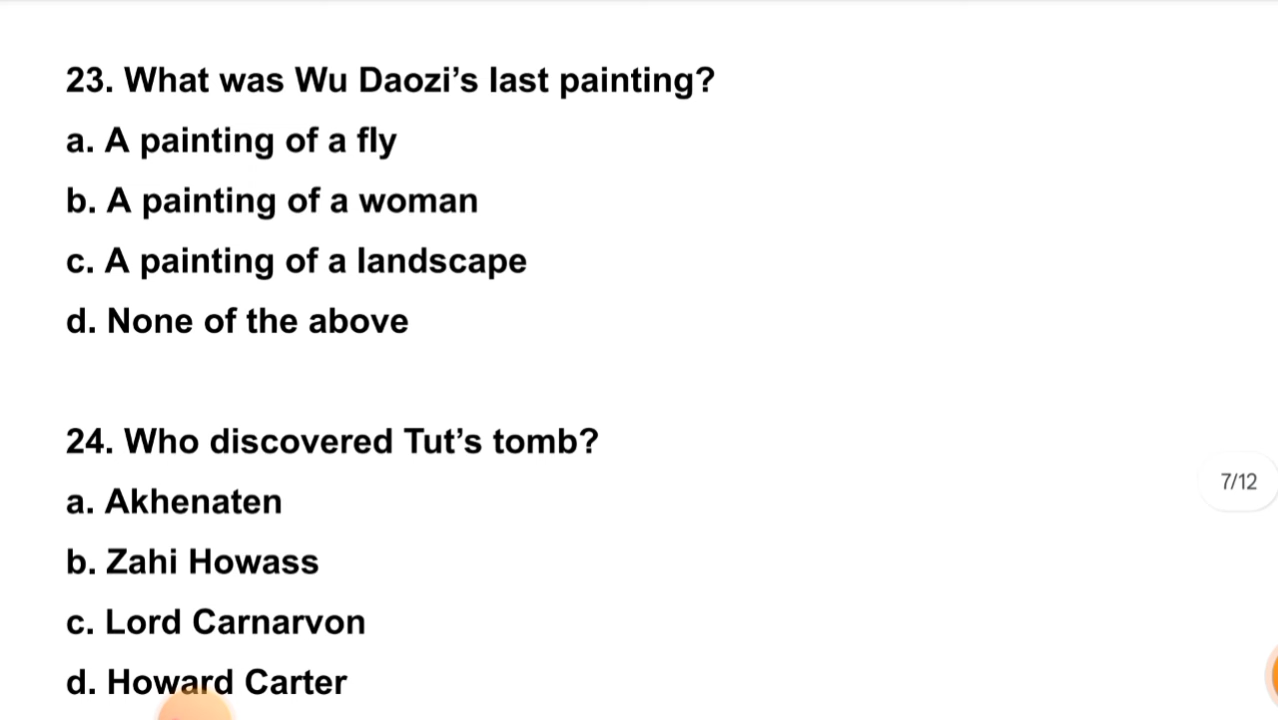 23. What was Wu Daozi’s last painting?
a. A painting of a fly
b. A painting of a woman
c. A painting of a landscape
d. None of the above
24. Who discovered Tut’s tomb?
a. Akhenaten
b. Zahi Howass
c. Lord Carnarvon
d. Howard Carter
7/12